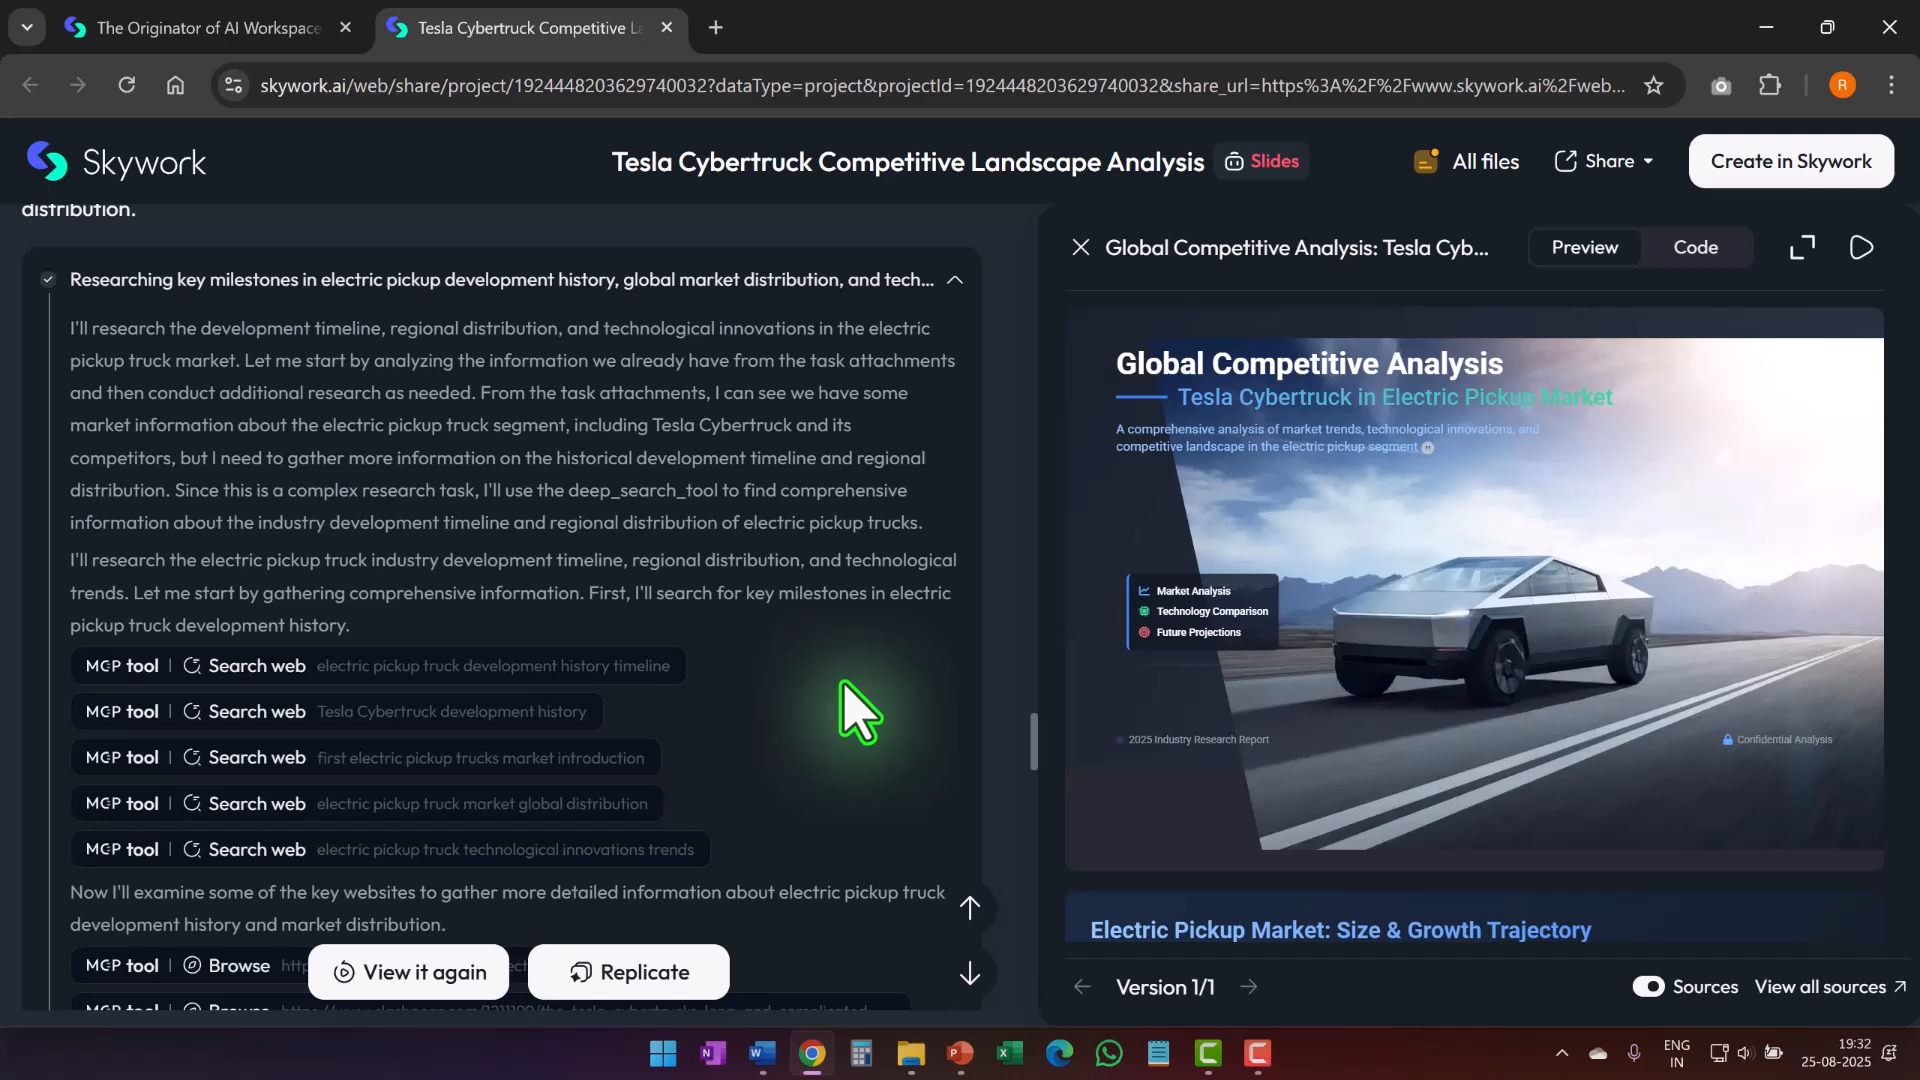 The Originator of AI Workspace
Tesla Cybertruck Competitive La
skywork.ai/web/share/project/1924448203629740032?dataType=project&projectId=1924448203629740032&share_url=https%3A%2F%2Fwww.skywork.ai%2Fweb...
R
Skywork
Tesla Cybertruck Competitive Landscape Analysis
Slides
All files
Share
Create in Skywork
distribution.
Researching key milestones in electric pickup development history, global market distribution, and tech...
I'll research the development timeline, regional distribution, and technological innovations in the electric
pickup truck market. Let me start by analyzing the information we already have from the task attachments
and then conduct additional research as needed. From the task attachments, I can see we have some
market information about the electric pickup truck segment, including Tesla Cybertruck and its
competitors, but I need to gather more information on the historical development timeline and regional
distribution. Since this is a complex research task, I'll use the deep_search_tool to find comprehensive
information about the industry development timeline and regional distribution of electric pickup trucks.
I'll research the electric pickup truck industry development timeline, regional distribution, and technological
trends. Let me start by gathering comprehensive information. First, I'll search for key milestones in electric
pickup truck development history.
MCP tool | Search web electric pickup truck development history timeline
MCP tool | Search web Tesla Cybertruck development history
MCP tool | Search web first electric pickup trucks market introduction
MCP tool | Search web electric pickup truck market global distribution
MCP tool | Search web electric pickup truck technological innovations trends
Now I'll examine some of the key websites to gather more detailed information about electric pickup truck
development history and market distribution.
MCP tool | Browse
View it again
Replicate
Global Competitive Analysis: Tesla Cyb...
Preview
Code
Global Competitive Analysis
Tesla Cybertruck in Electric Pickup Market
A comprehensive analysis of market trends, technological innovations, and
competitive landscape in the electric pickup segment
Market Analysis
Technology Comparison
Future Projections
2025 Industry Research Report
Confidential Analysis
Electric Pickup Market: Size & Growth Trajectory
Version 1/1
Sources
View all sources
ENG
IN
19:32
25-08-2025